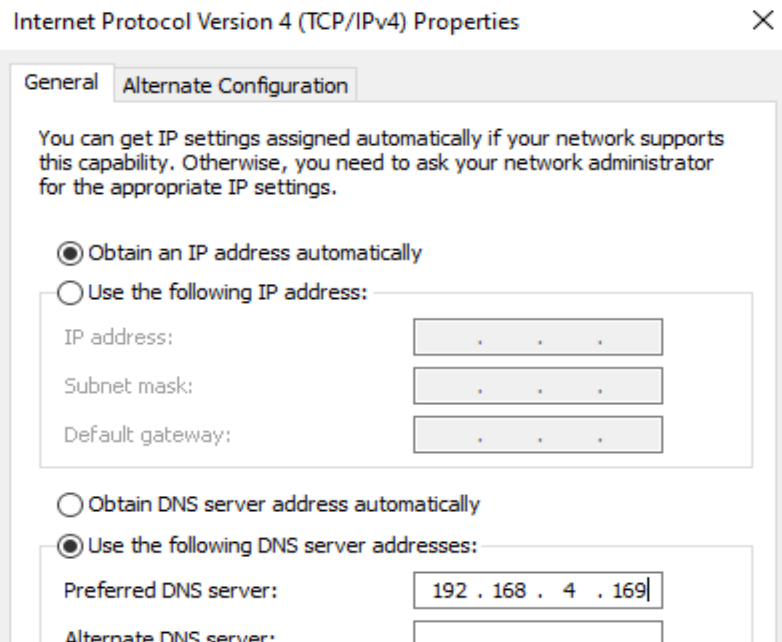 Internet Protocol Version 4 (TCP/IPv4) Properties
General
Alternate Configuration
You can get IP settings assigned automatically if your network supports
this capability. Otherwise, you need to ask your network administrator
for the appropriate IP settings.
Obtain an IP address automatically
Use the following IP address:
IP address: . . .
Subnet mask: . . .
Default gateway: . . .
Obtain DNS server address automatically
Use the following DNS server addresses:
Preferred DNS server: 192 . 168 . 4 . 169
Alternate DNS server: